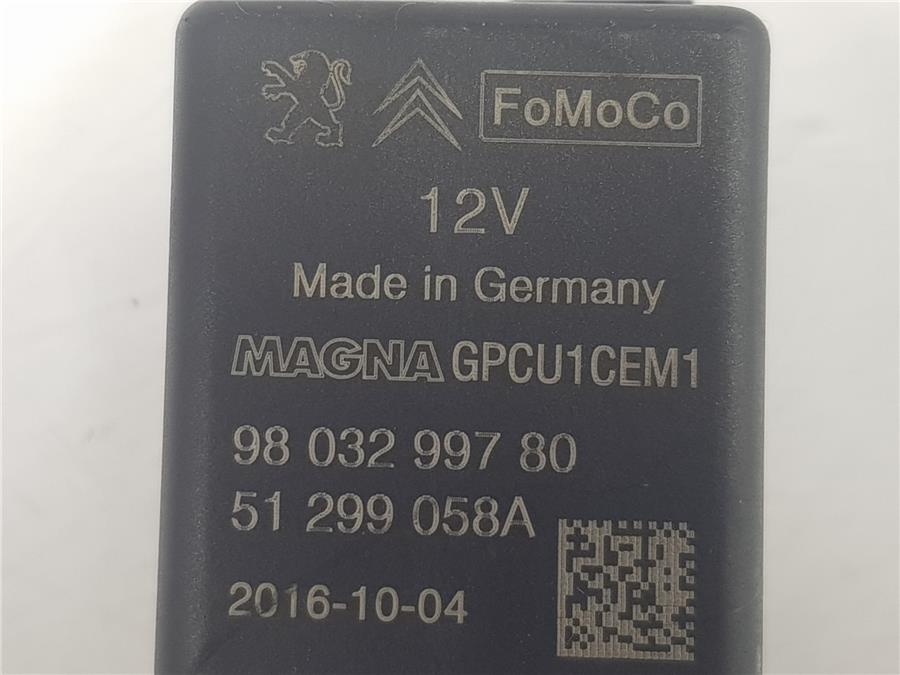 FoMoCo
12V
Made in Germany
MAGNA GPCU1CEM1
98 032 997 80
51 299 058A
2016-10-04